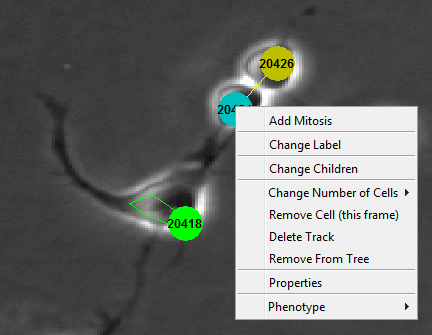 20426
Add Mitosis
Change Label
Change Children
Change Number of Cells
Remove Cell (this frame)
20418
Delete Track
Remove From Tree
Properties
Phenotype